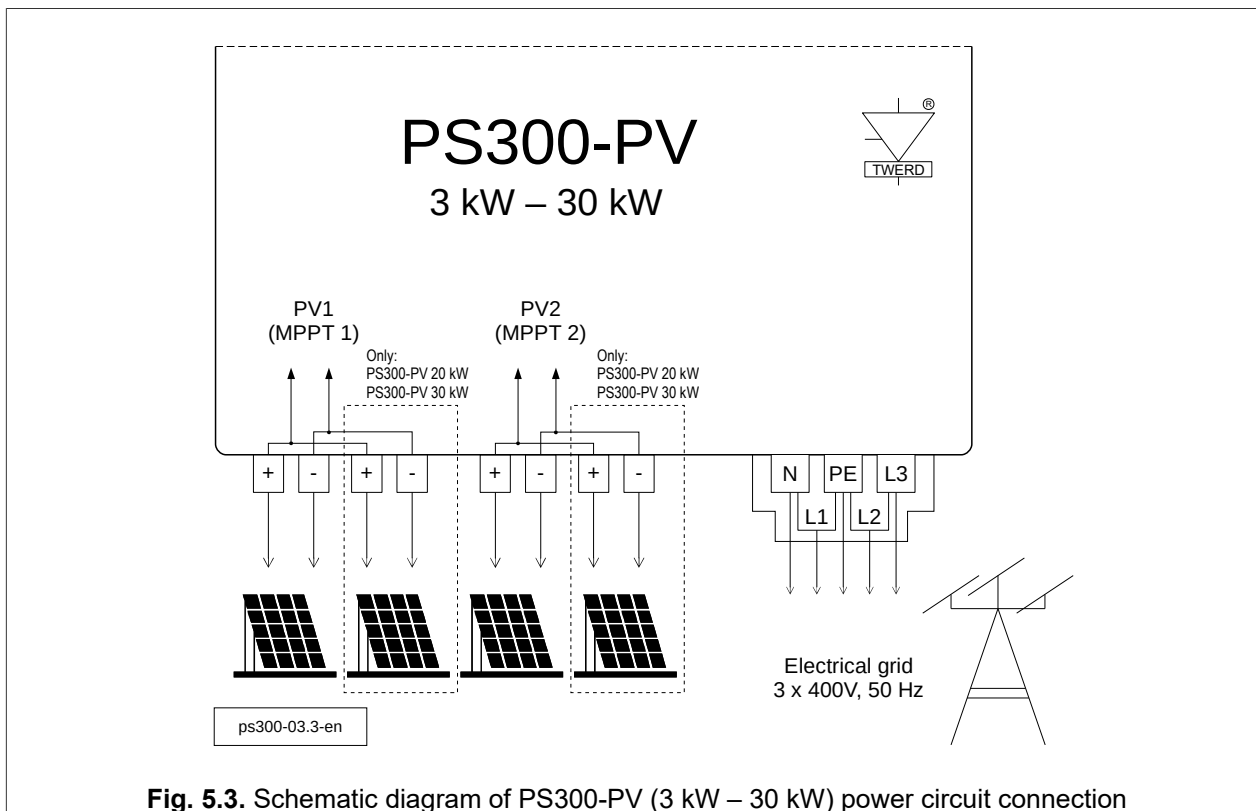 PS300-PV
3 kW – 30 kW
®
TWERD
PV1
(MPPT 1)
Only:
PS300-PV 20 kW
PS300-PV 30 kW
PV2
(MPPT 2)
Only:
PS300-PV 20 kW
PS300-PV 30 kW
+ - + - + - + - N PE L3
L1 L2
Electrical grid
3 x 400V, 50 Hz
ps300-03.3-en
Fig. 5.3. Schematic diagram of PS300-PV (3 kW – 30 kW) power circuit connection